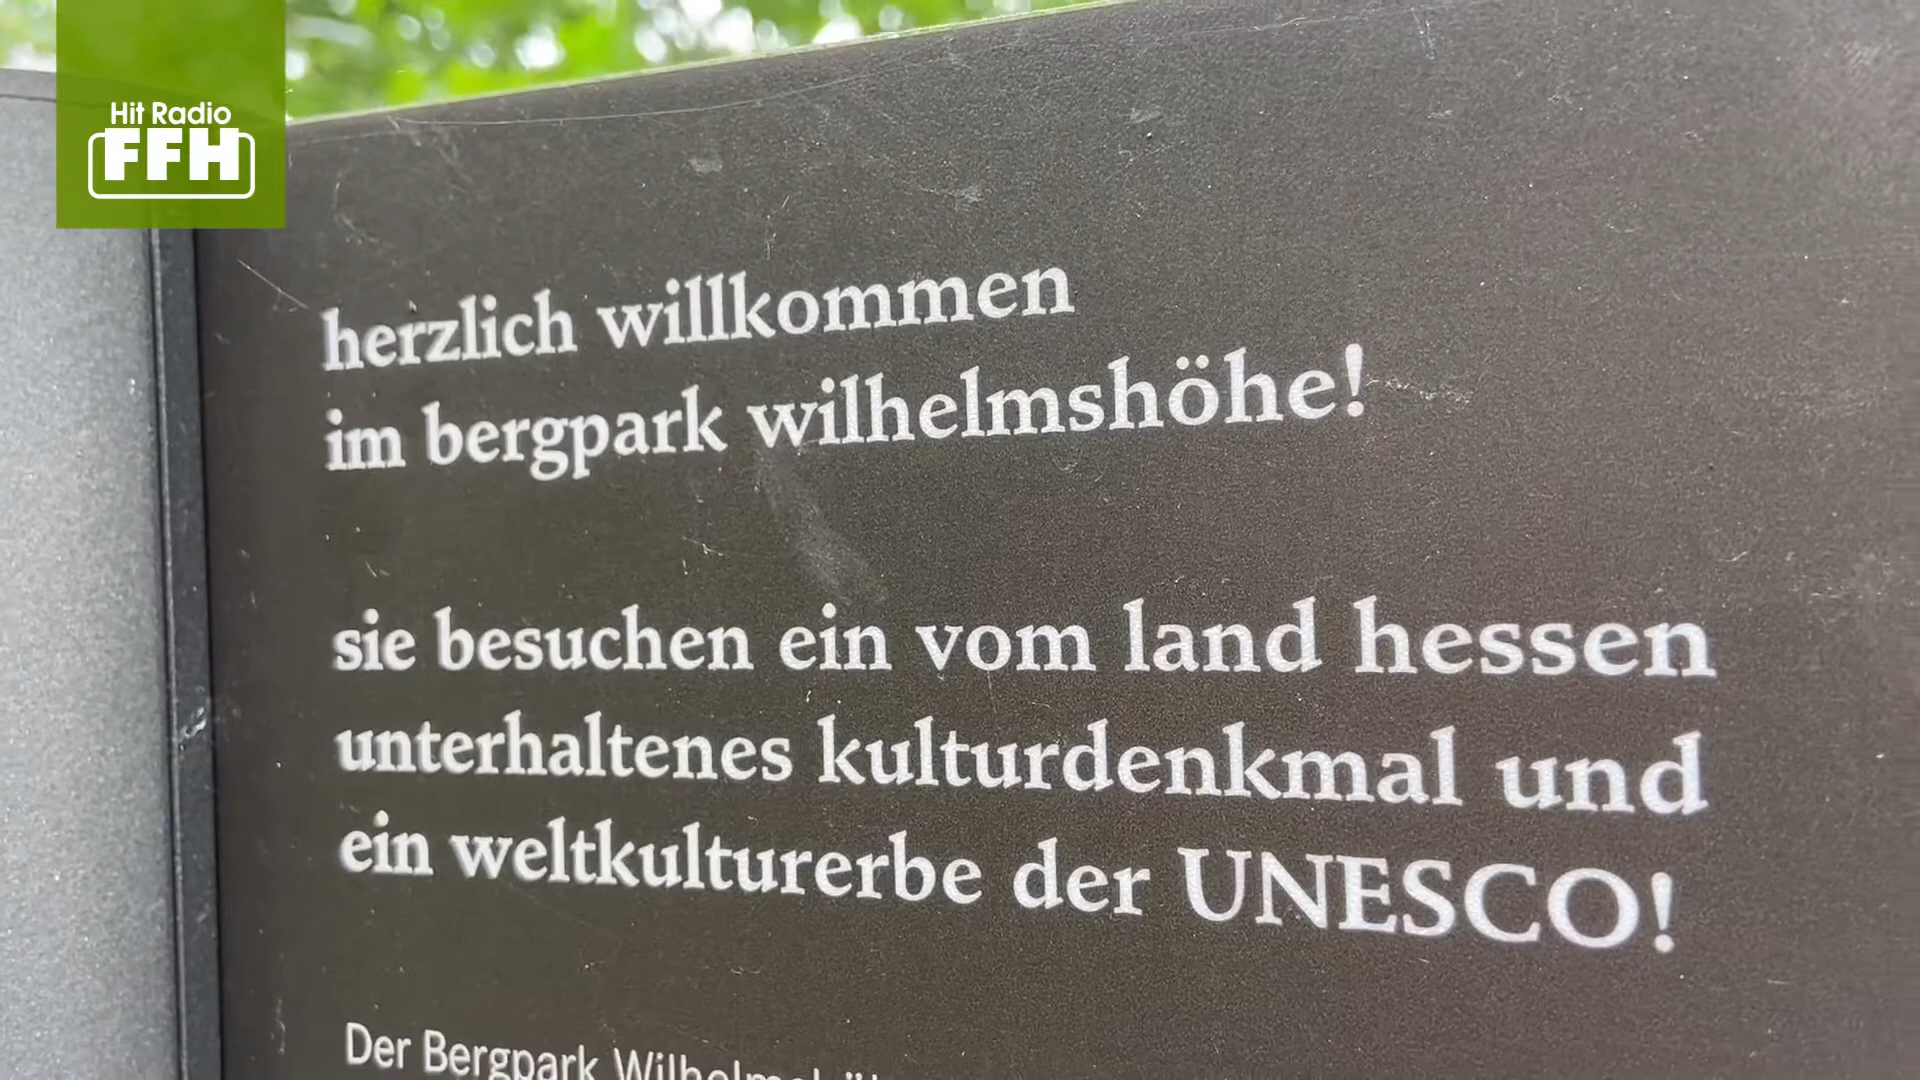 Hit Radio
FFH
herzlich willkommen
im bergpark wilhelmshöhe!
sie besuchen ein vom land hessen
unterhaltenes kulturdenkmal und
ein weltkulturerbe der UNESCO!
Der Bergpark